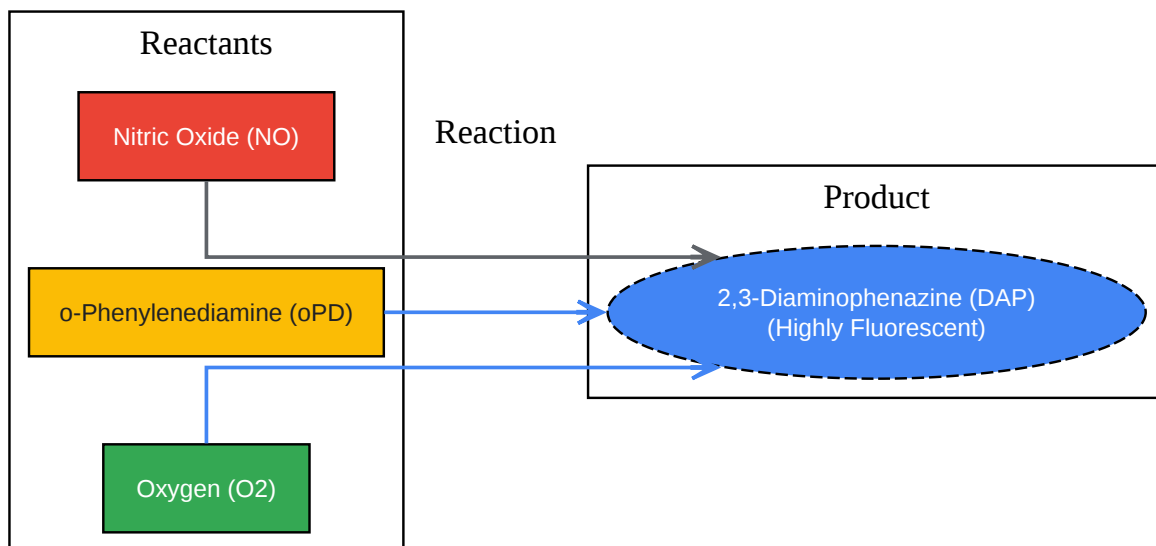 Reactants
Nitric Oxide (NO)
Reaction
Product
o-Phenylenediamine (oPD)
2,3-Diaminophenazine (DAP)
(Highly Fluorescent)
Oxygen (O2)